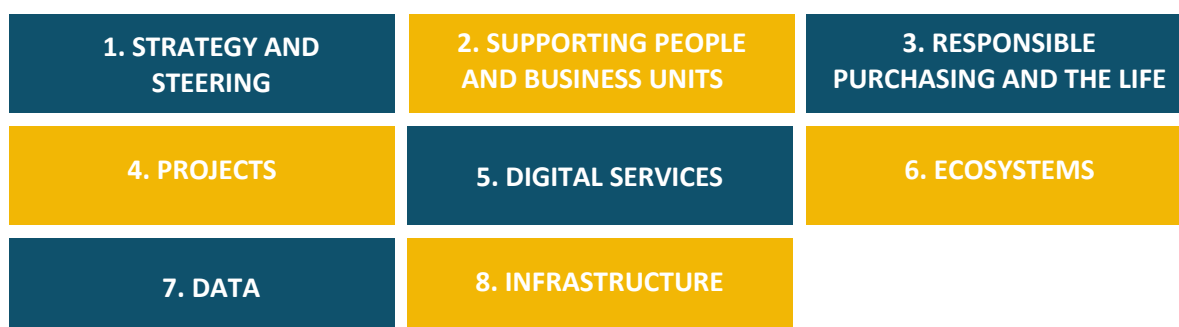 1. STRATEGY AND
STEERING
2. SUPPORTING PEOPLE
AND BUSINESS UNITS
3. RESPONSIBLE
PURCHASING AND THE LIFE
4. PROJECTS
5. DIGITAL SERVICES
6. ECOSYSTEMS
7. DATA
8. INFRASTRUCTURE